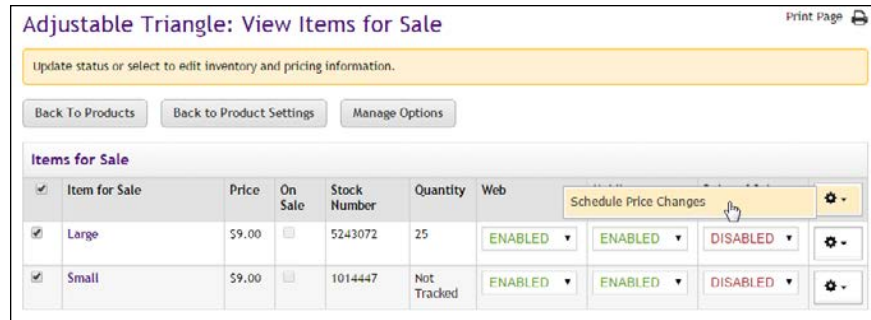 Adjustable Triangle: View Items for Sale
Print Page
Update status or select to edit inventory and pricing information.
Back To Products Back to Product Settings Manage Options
Items for Sale
Item for Sale Price On Sale Stock Number Quantity Web
Schedule Price Changes
Large $9.00 5243072 25 ENABLED ENABLED DISABLED
Small $9.00 1014447 Not Tracked ENABLED ENABLED DISABLED